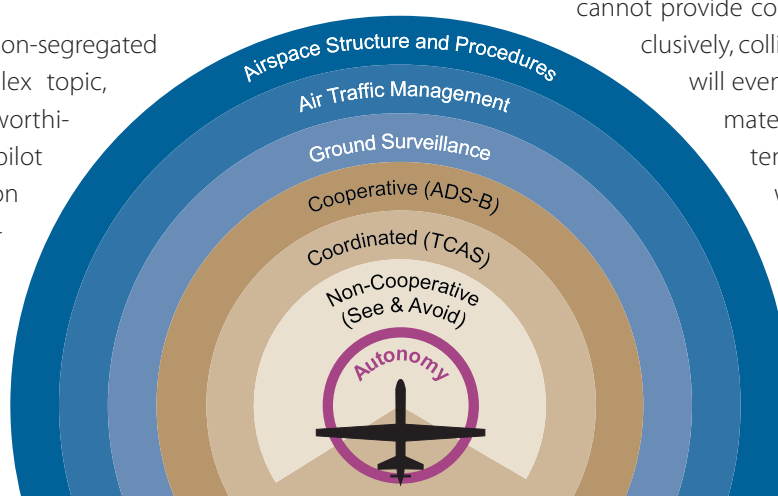 cannot provide co
on-segregated
clusively, colli
lex topic,
will ever
worthi-
mate
pilot
ter
on
Airspace Structure and Procedures
Air Traffic Management
Ground Surveillance
Cooperative (ADS-B)
Coordinated (TCAS)
Non-Cooperative
(See & Avoid)
Autonomy